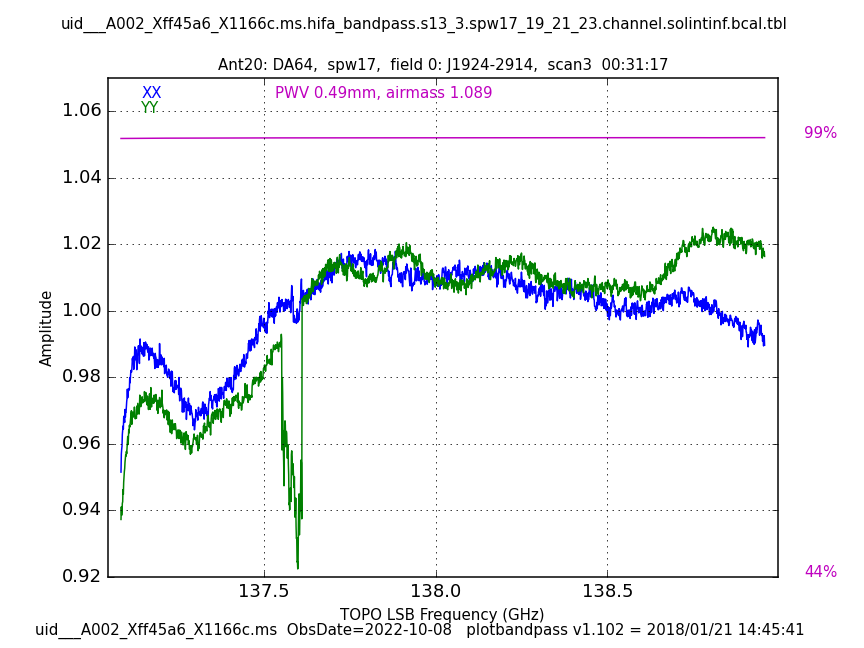 uid___A002_Xff45a6_X1166c.ms.hifa_bandpass.s13_3.spw17_19_21_23.channel.solintinf.bcal.tbl
Ant20: DA64,  spw17,  field 0: J1924-2914,  scan3  00:31:17
XX
YY
PWV 0.49mm, airmass 1.089
99%
44%
1.06
1.04
1.02
1.00
0.98
0.96
0.94
0.92
Amplitude
137.5
138.0
138.5
TOPO LSB Frequency (GHz)
uid___A002_Xff45a6_X1166c.ms  ObsDate=2022-10-08   plotbandpass v1.102 = 2018/01/21 14:45:41